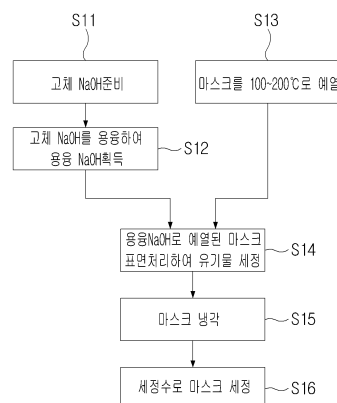 S11
S13
고체 NaOH준비
마스크를 100~200℃로 예열
고체 NaOH를 용융하여
용융 NaOH획득
S12
용융NaOH로 예열된 마스크
표면처리하여 유기물 세정
S14
마스크 냉각
S15
세정수로 마스크 세정
S16